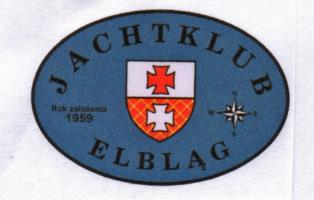 JACHTKLUB
Rok założenia
1959
N
W E
S
ELBLĄG